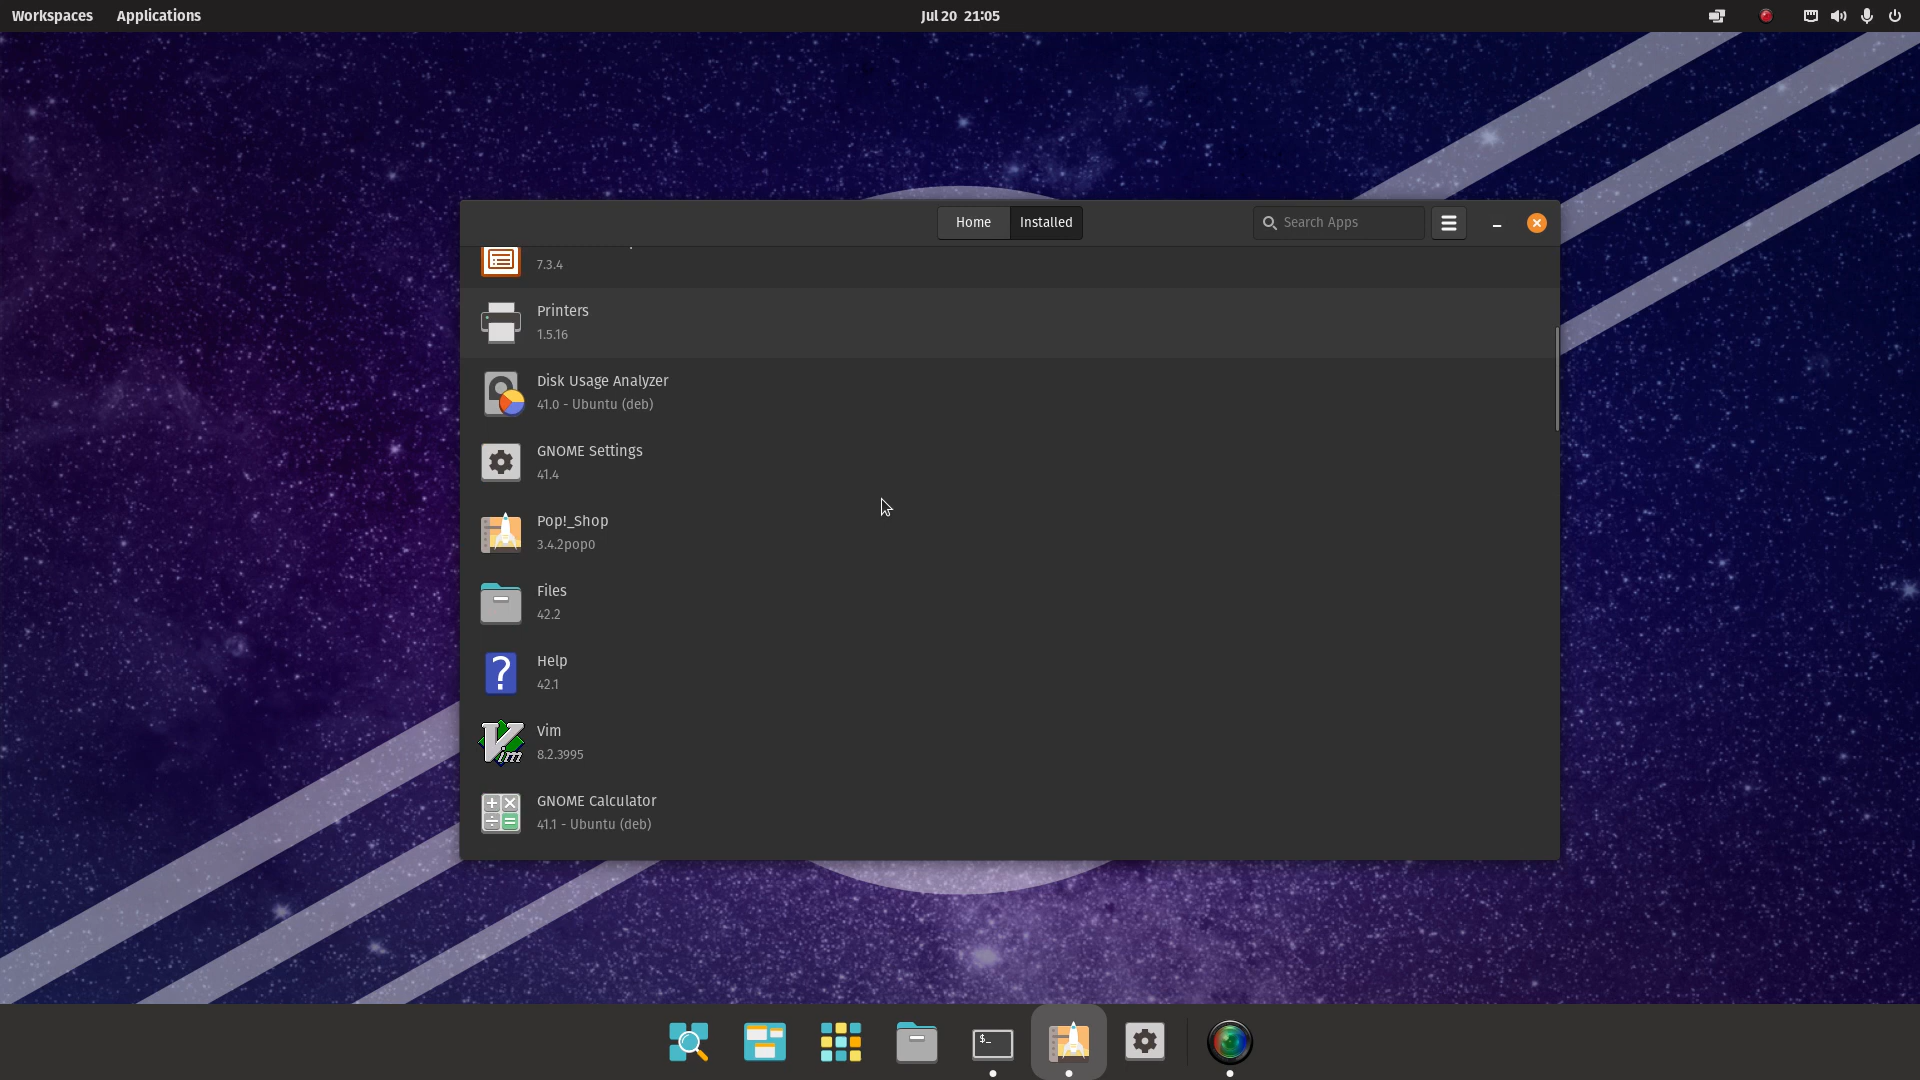 Workspaces Applications Jul 20 21:05
Home Installed Search Apps
7.3.4
Printers
1.5.16
Disk Usage Analyzer
41.0 - Ubuntu (deb)
GNOME Settings
41.4
Pop!_Shop
3.4.2pop0
Files
42.2
?
Help
42.1
Vim
Vim
8.2.3995
GNOME Calculator
41.1 - Ubuntu (deb)
$_